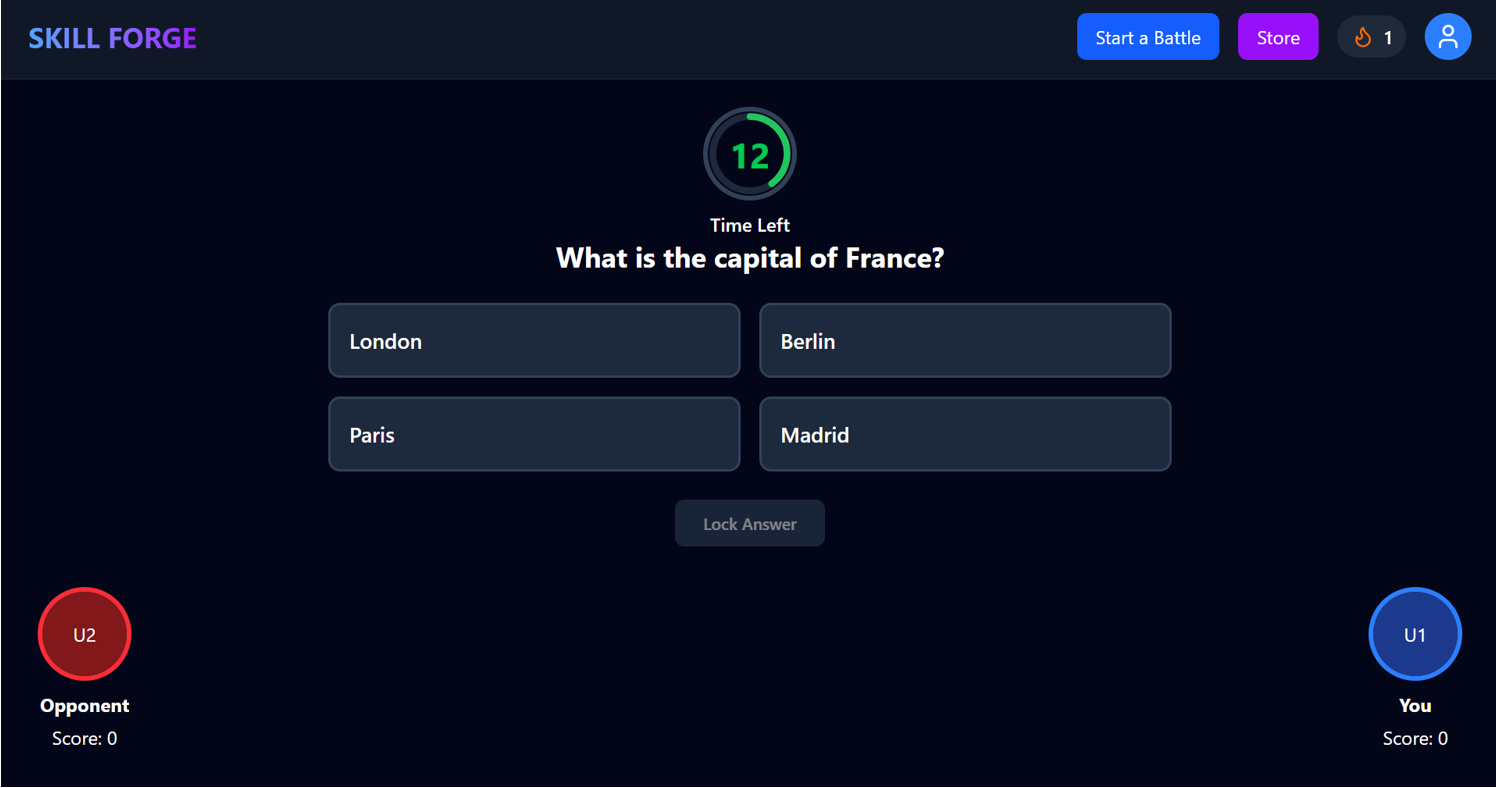 SKILL FORGE
Start a Battle
Store
1
12
Time Left
What is the capital of France?
London
Berlin
Paris
Madrid
Lock Answer
U2
Opponent
Score: 0
U1
You
Score: 0